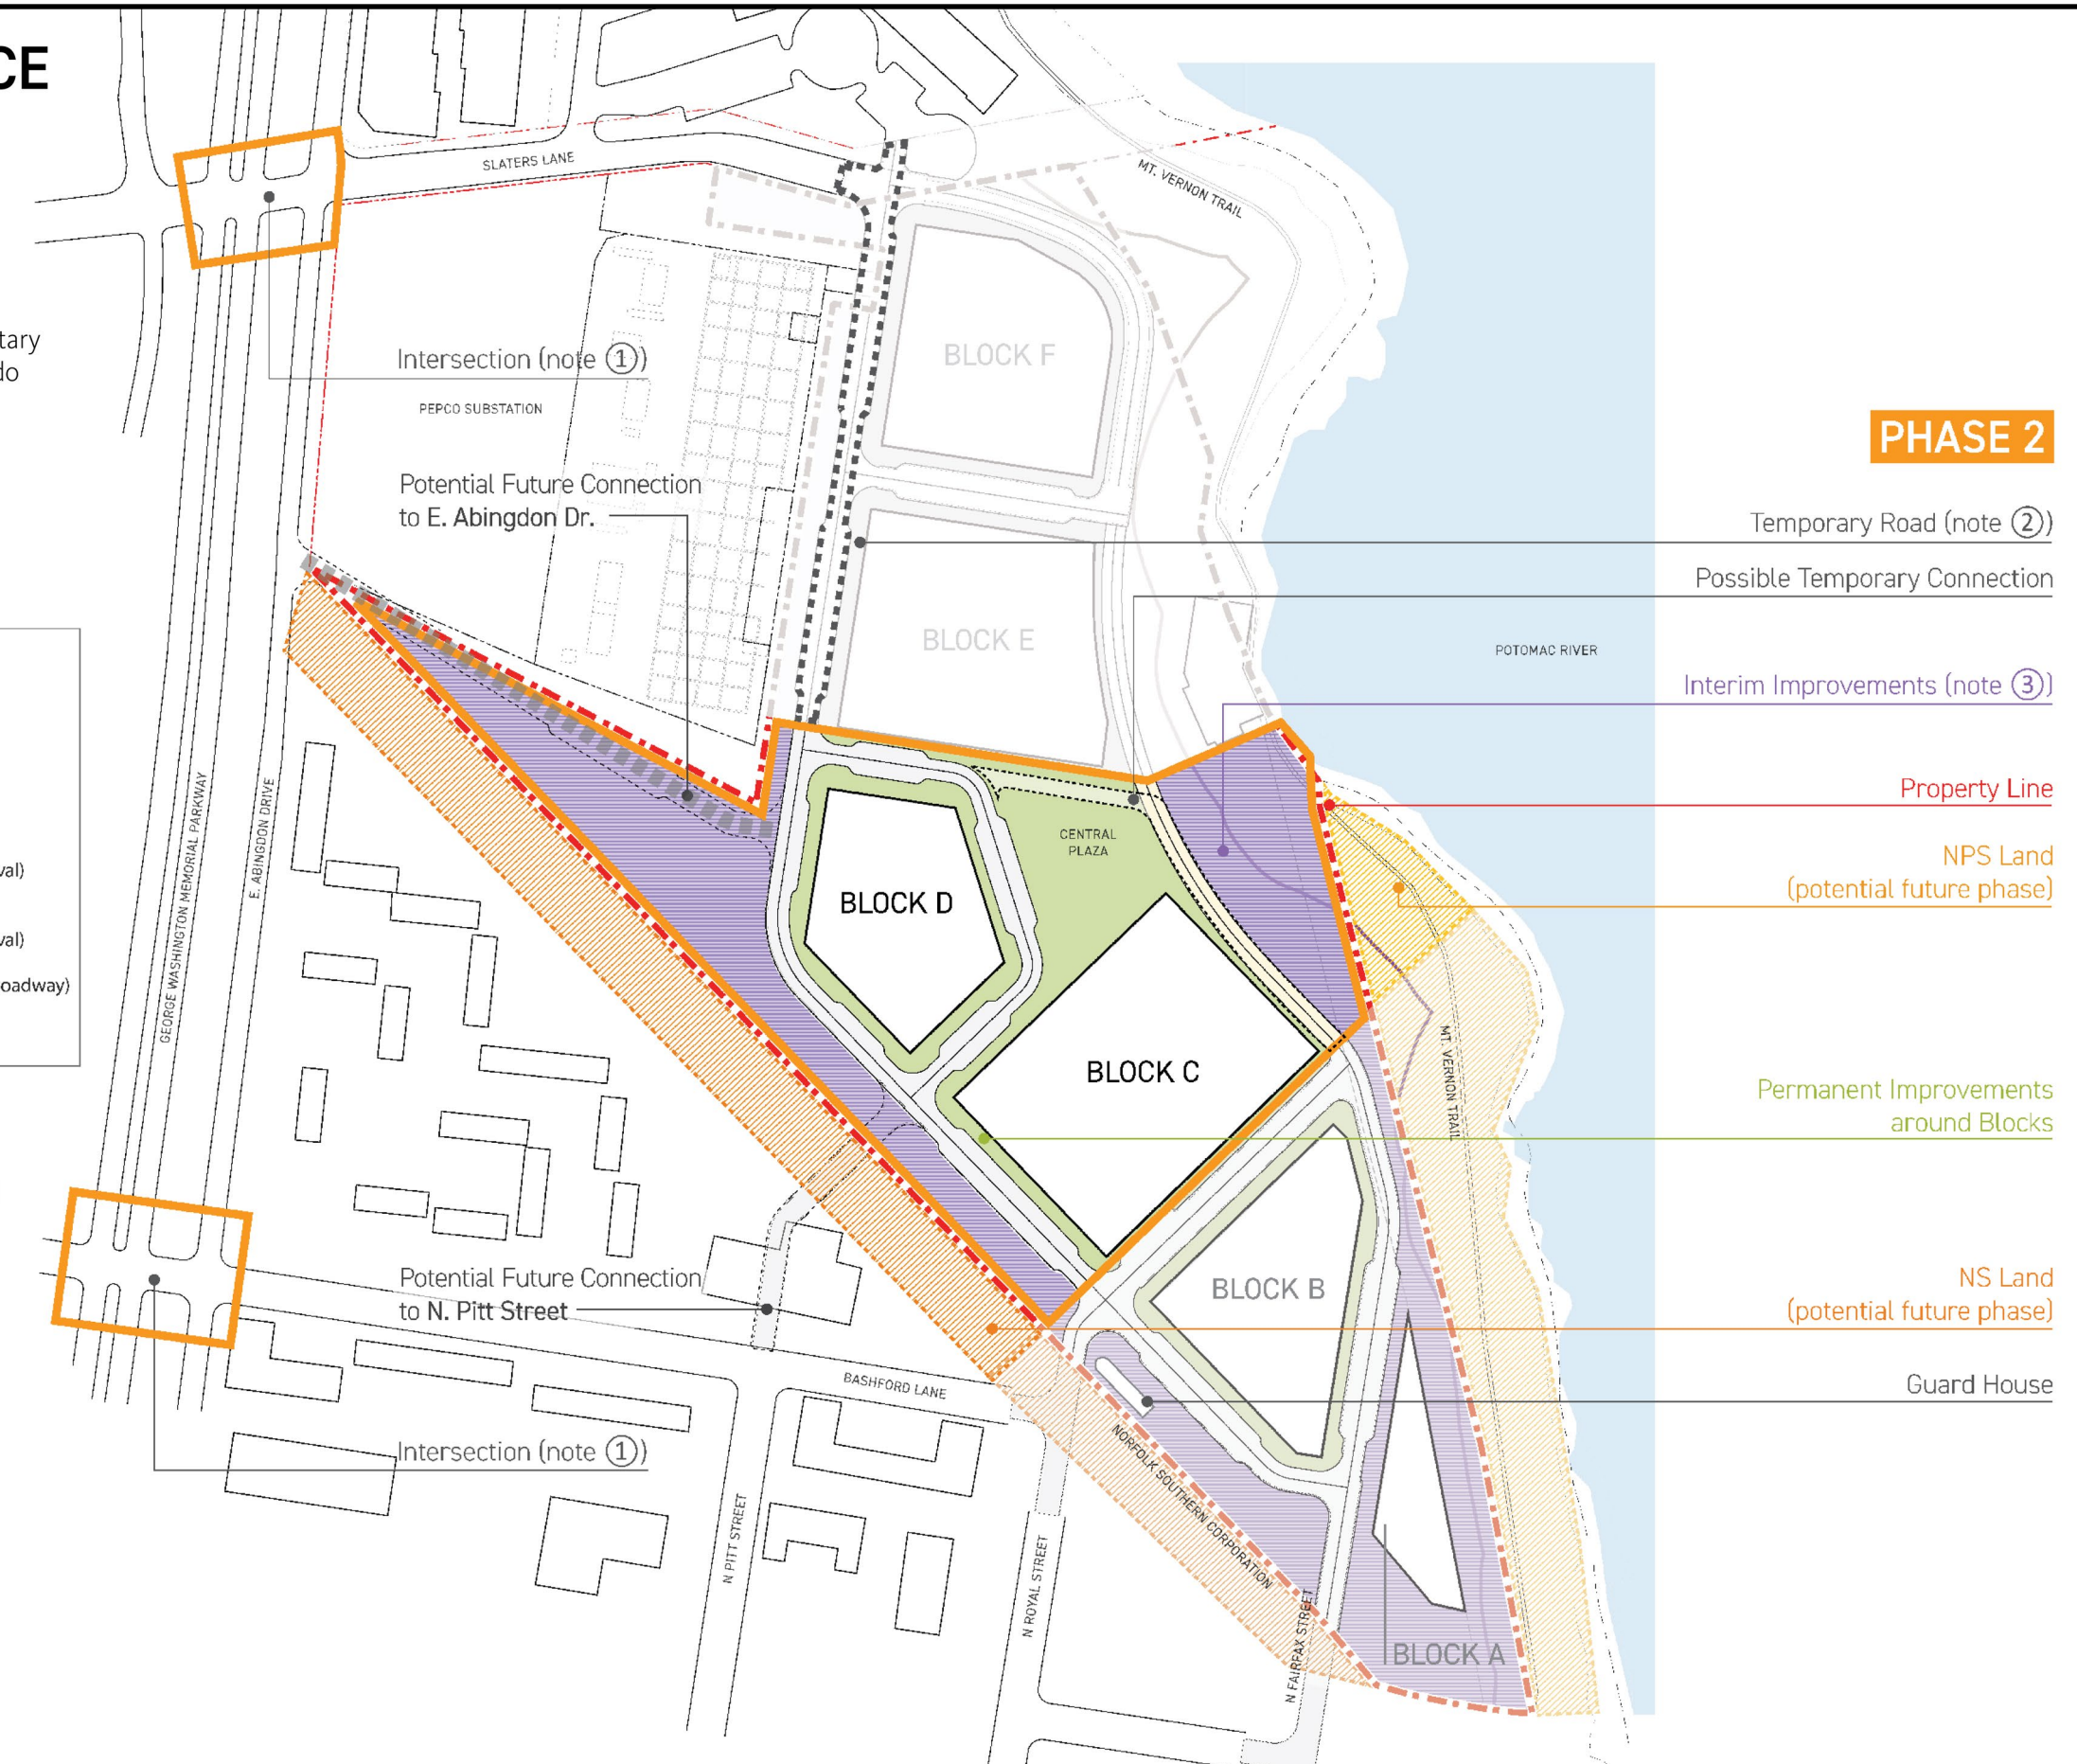 CE
tary
do
val)
val)
oadway)
SLATERS LANE
MT. VERNON TRAIL
Intersection (note ①)
PEPCO SUBSTATION
Potential Future Connection
to E. Abingdon Dr.
BLOCK F
BLOCK E
PHASE 2
Temporary Road (note ②)
Possible Temporary Connection
POTOMAC RIVER
Interim Improvements (note ③)
Property Line
NPS Land
(potential future phase)
GEORGE WASHINGTON MEMORIAL PARKWAY
E. ABINGDON DRIVE
CENTRAL
PLAZA
BLOCK D
BLOCK C
MT. VERNON TRAIL
Permanent Improvements
around Blocks
Potential Future Connection
to N. Pitt Street
BLOCK B
NS Land
(potential future phase)
Guard House
BASHFORD LANE
Intersection (note ①)
NORFOLK SOUTHERN CORPORATION
N PITT STREET
N ROYAL STREET
N FAIRFAX STREET
BLOCK A